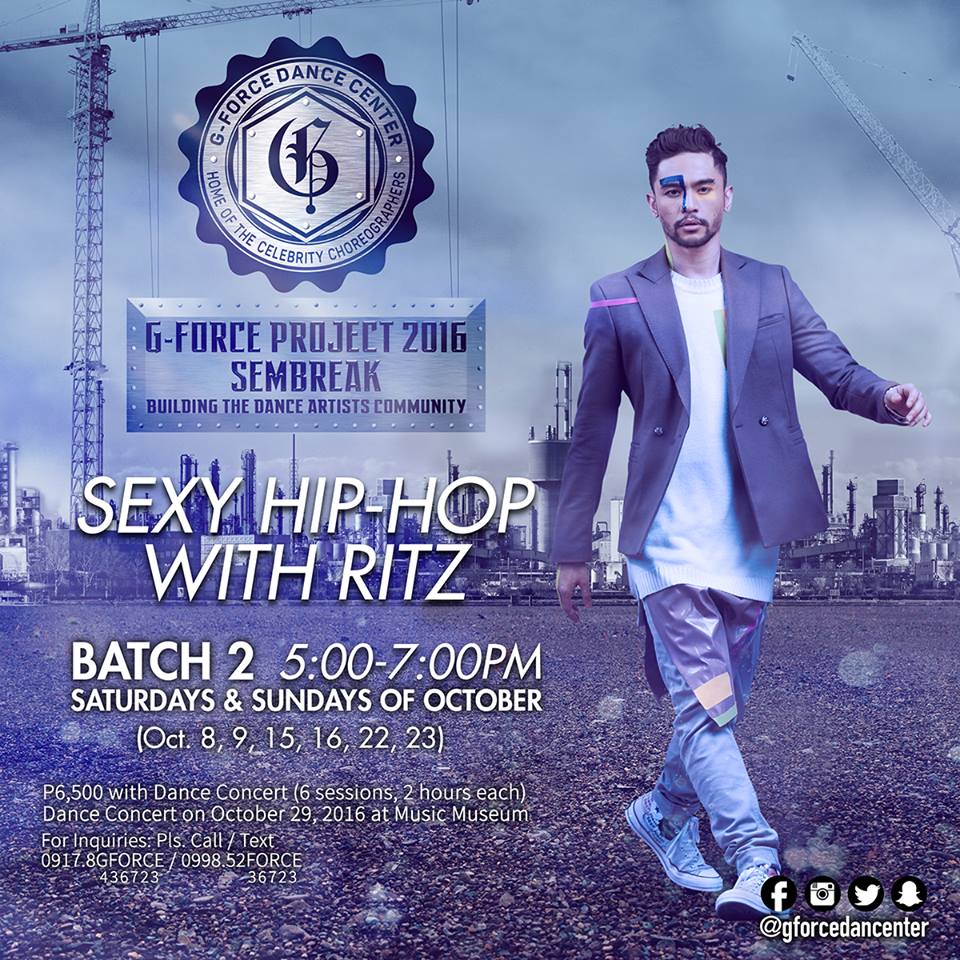 G-FORCE DANCE CENTER
HOME OF THE CELEBRITY CHOREOGRAPHERS
G
G-FORCE PROJECT 2016
SEMBREAK
BUILDING THE DANCE ARTISTS COMMUNITY
SEXY HIP-HOP
WITH RITZ
BATCH 2 5:00-7:00PM
SATURDAYS & SUNDAYS OF OCTOBER
(Oct. 8, 9, 15, 16, 22, 23)
P6,500 with Dance Concert (6 sessions, 2 hours each)
Dance Concert on October 29, 2016 at Music Museum
For Inquiries: Pls. Call / Text
0917.8GFORCE / 0998.52FORCE
436723 36723
@gforcedancenter